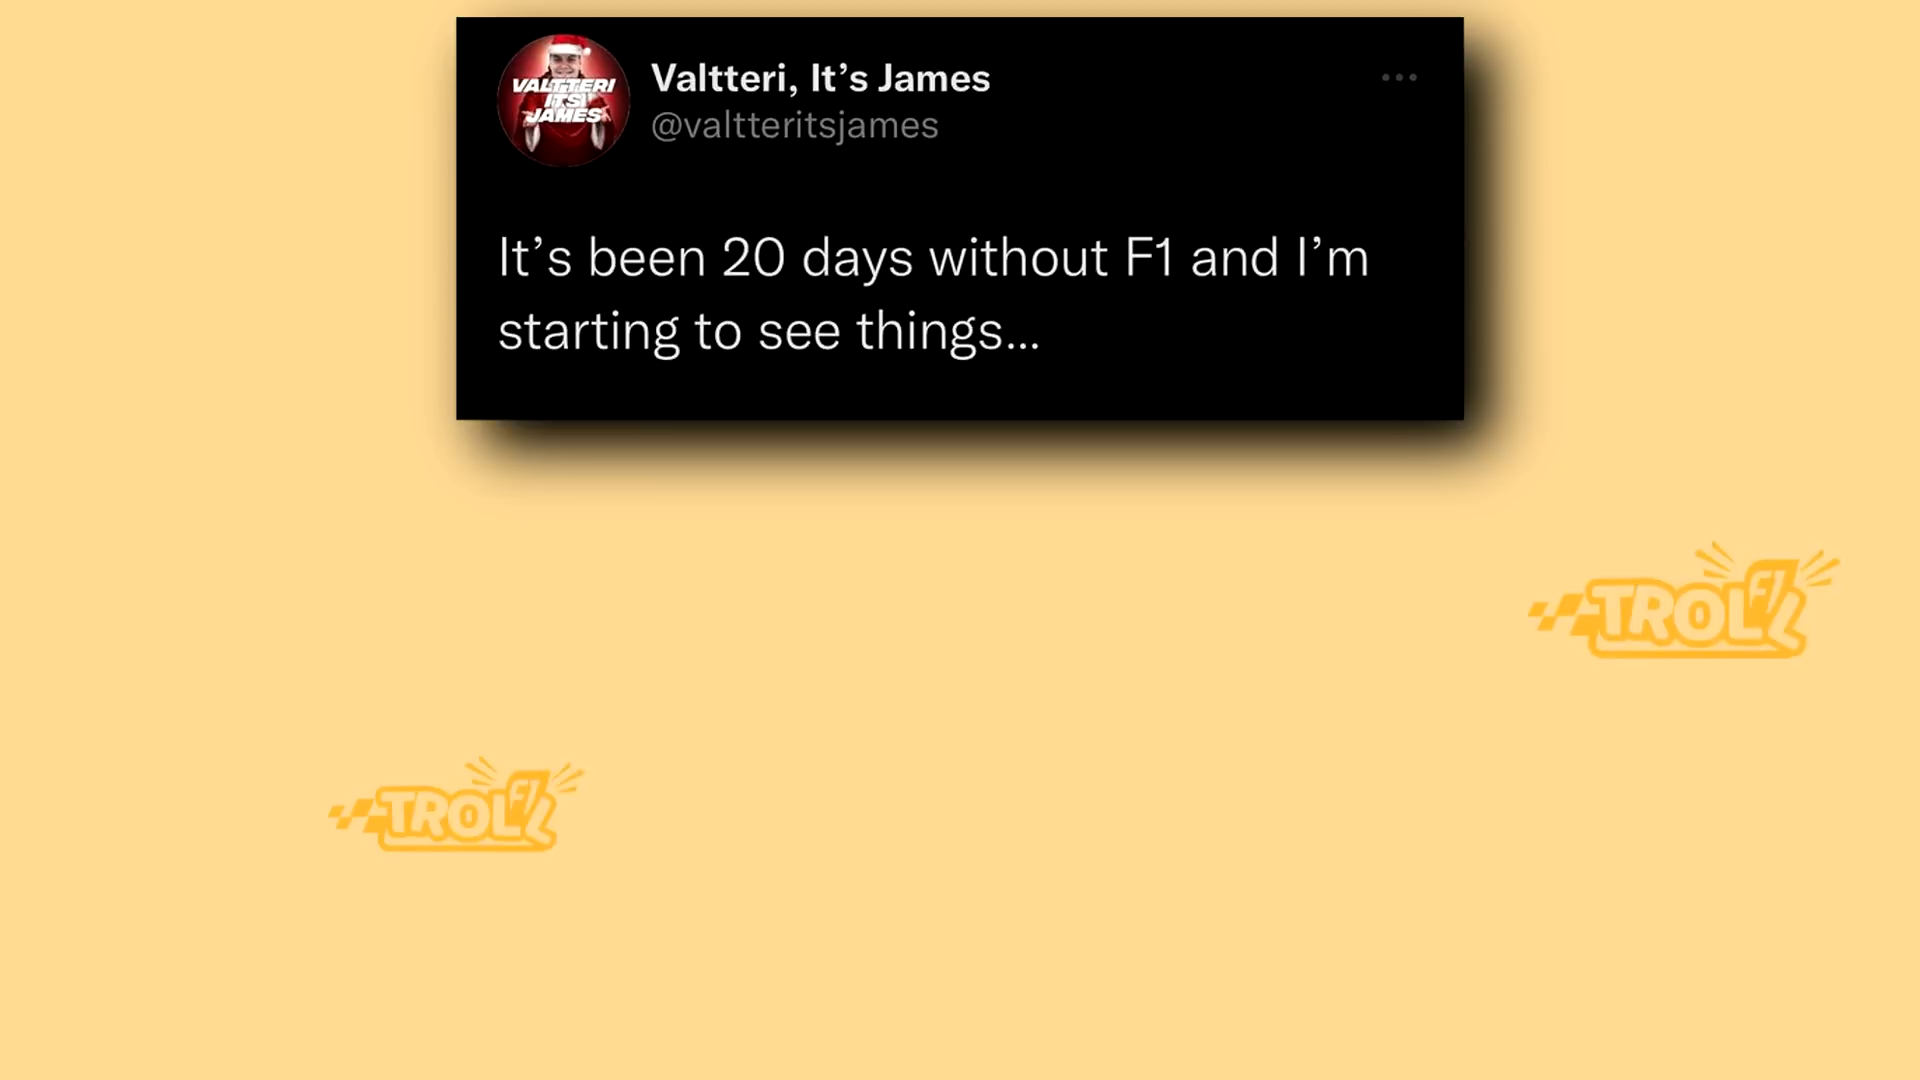 VALTTERI
ITS
JAMES
Valtteri, It’s James
@valtteritsjames
It’s been 20 days without F1 and I’m
starting to see things...
TROLL
F1
TROLL
F1